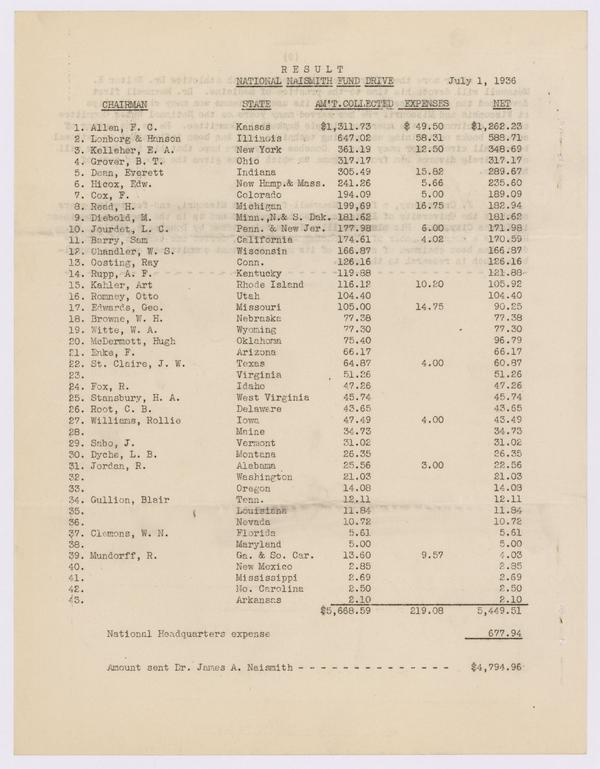 RESULT
NATIONAL NAISMITH FUND DRIVE July 1, 1936
CHAIRMAN STATE AM'T. COLLECTED EXPENSES NET
1. Allen, F. C. Kansas $1,311.73 $ 49.50 $1,262.23
2. Lonborg & Hanson Illinois 647.02 58.31 588.71
3. Kelleher, E. A. New York 361.19 12.50 348.69
4. Grover, B. T. Ohio 317.17 317.17
5. Dean, Everett Indiana 305.49 15.82 289.67
6. Hicox, Edw. New Hamp.& Mass. 241.26 5.66 235.60
7. Cox, F. Colorado 194.09 5.00 189.09
8. Read, H. Michigan 199,69 16.75 182.94
9. Diebold, M. Minn.,N.& S. Dak. 181.62 181.62
10. Jourdet, L. C. Penn. & New Jer. 177.98 6.00 171.98
11. Barry, Sam California 174.61 4.02 170.59
12. Chandler, W. S. Wisconsin 166.87 166.87
13. Oosting, Ray Conn. 126.16 126.16
14. Rupp, A. F. Kentucky 119.88 121.88
15. Kahler, Art Rhode Island 116.12 10.20 105.92
16. Romney, Otto Utah 104.40 104.40
17. Edwards, Geo. Missouri 105.00 14.75 90.25
18. Browne, W. H. Nebraska 77.38 77.38
19. Witte, W. A. Wyoming 77.30 77.30
20. McDermott, Hugh Oklahoma 75.40 96.79
21. Enke, F. Arizona 66.17 66.17
22. St. Claire, J. W. Texas 64.87 4.00 60.87
23. Virginia 51.26 51.26
24. Fox, R. Idaho 47.26 47.26
25. Stansbury, H. A. West Virginia 45.74 45.74
26. Root, C. B. Delaware 43.65 43.65
27. Williams, Rollie Iowa 47.49 4.00 43.49
28. Maine 34.73 34.73
29. Sabo, J. Vermont 31.02 31.02
30. Dyche, L. B. Montana 26.35 26.35
31. Jordan, R. Alabama 25.56 3.00 22.56
32. Washington 21.03 21.03
33. Oregon 14.08 14.08
34. Gullion, Blair Tenn. 12.11 12.11
35. Louisiana 11.84 11.84
36. Nevada 10.72 10.72
37. Clemons, W. N. Florida 5.61 5.61
38. Maryland 5.00 5.00
39. Mundorff, R. Ga. & So. Car. 13.60 9.57 4.03
40. New Mexico 2.85 2.85
41. Mississippi 2.69 2.69
42. No. Carolina 2.50 2.50
43. Arkansas 2.10 2.10
$5,668.59 219.08 5,449.51
National Headquarters expense 677.94
Amount sent Dr. James A. Naismith - - - - - - - - - - - - - - $4,794.96